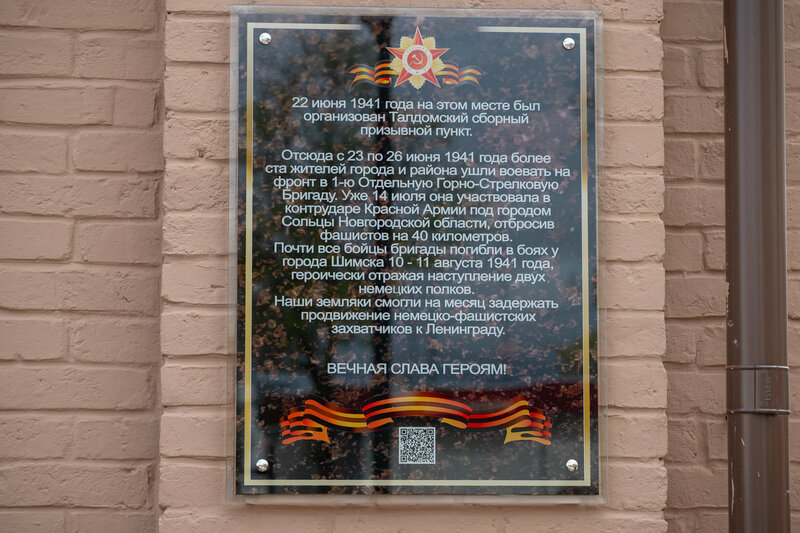 22 июня 1941 года на этом месте был
организован Талдомский сборный
призывной пункт.
Отсюда с 23 по 26 июня 1941 года более
ста жителей города и района ушли воевать на
фронт в 1-ю Отдельную Горно-Стрелковую
Бригаду. Уже 14 июля она участвовала в
контрударе Красной Армии под городом
Сольцы Новгородской области, отбросив
фашистов на 40 километров.
Почти все бойцы бригады погибли в боях у
города Шимска 10 - 11 августа 1941 года,
героически отражая наступление двух
немецких полков.
Наши земляки смогли на месяц задержать
продвижение немецко-фашистских
захватчиков к Ленинграду.
ВЕЧНАЯ СЛАВА ГЕРОЯМ!